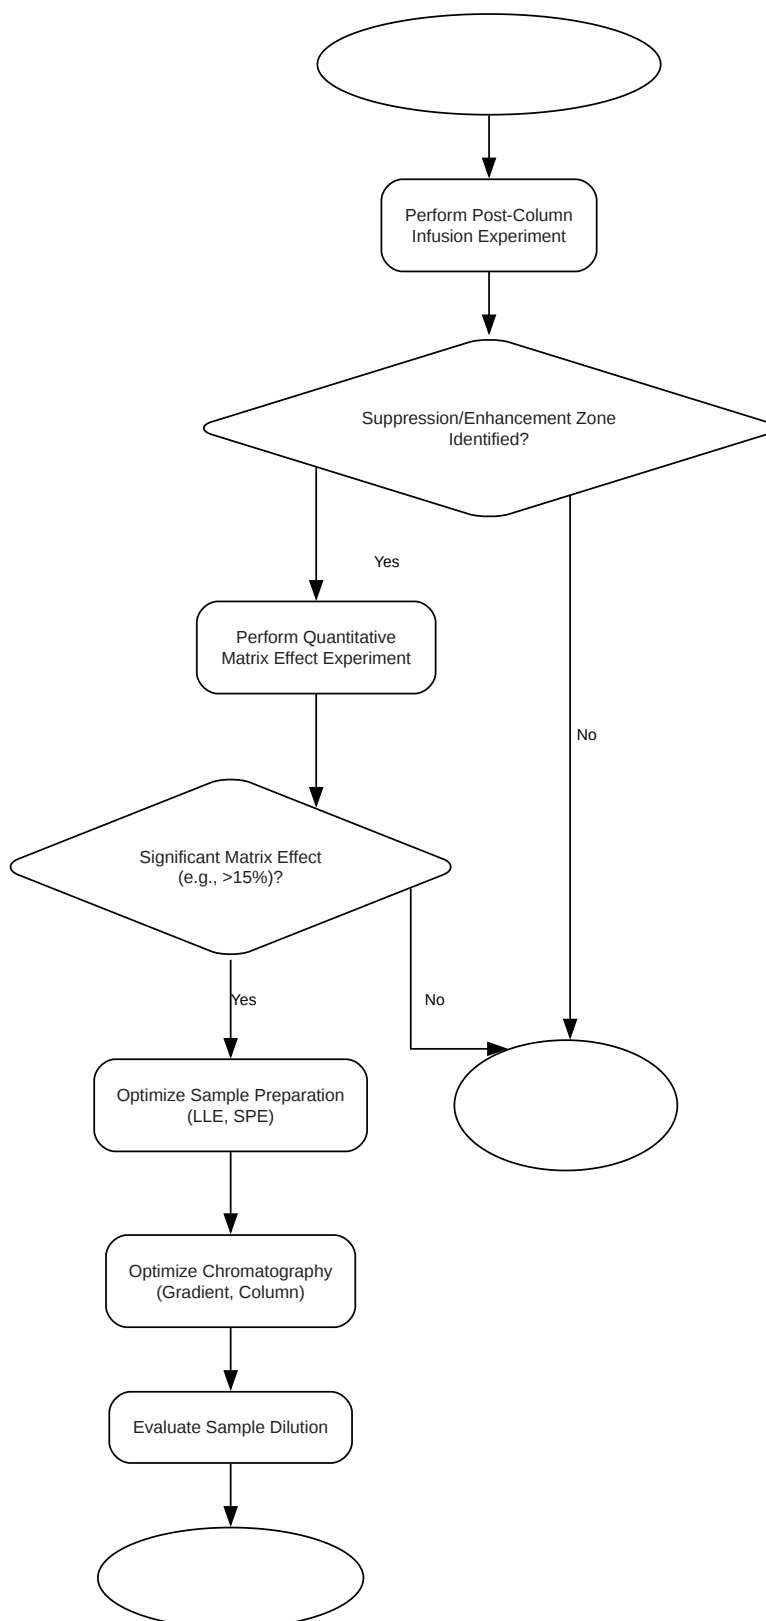 Perform Post-Column
Infusion Experiment
Suppression/Enhancement Zone
Identified?
Yes
Perform Quantitative
Matrix Effect Experiment
No
Significant Matrix Effect
(e.g., >15%)?
Yes
No
Optimize Sample Preparation
(LLE, SPE)
Optimize Chromatography
(Gradient, Column)
Evaluate Sample Dilution